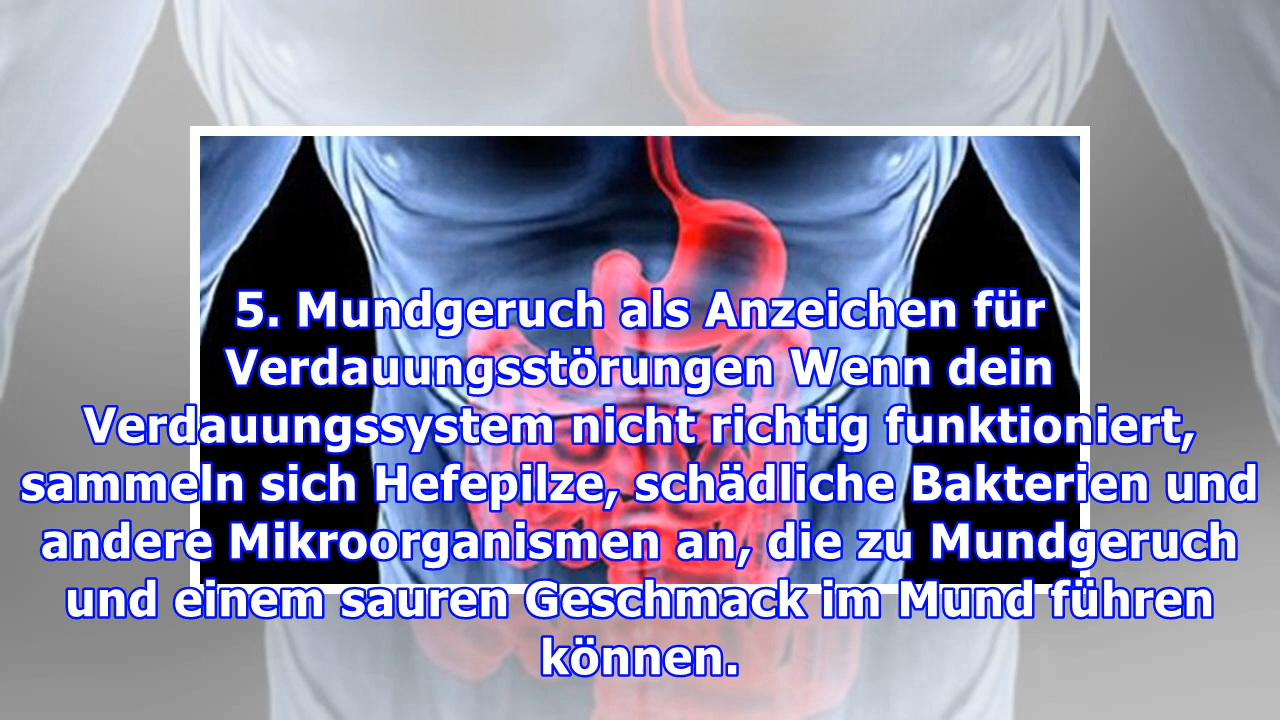 5. Mundgeruch als Anzeichen für
Verdauungsstörungen Wenn dein
Verdauungssystem nicht richtig funktioniert,
sammeln sich Hefepilze, schädliche Bakterien und
andere Mikroorganismen an, die zu Mundgeruch
und einem sauren Geschmack im Mund führen
können.